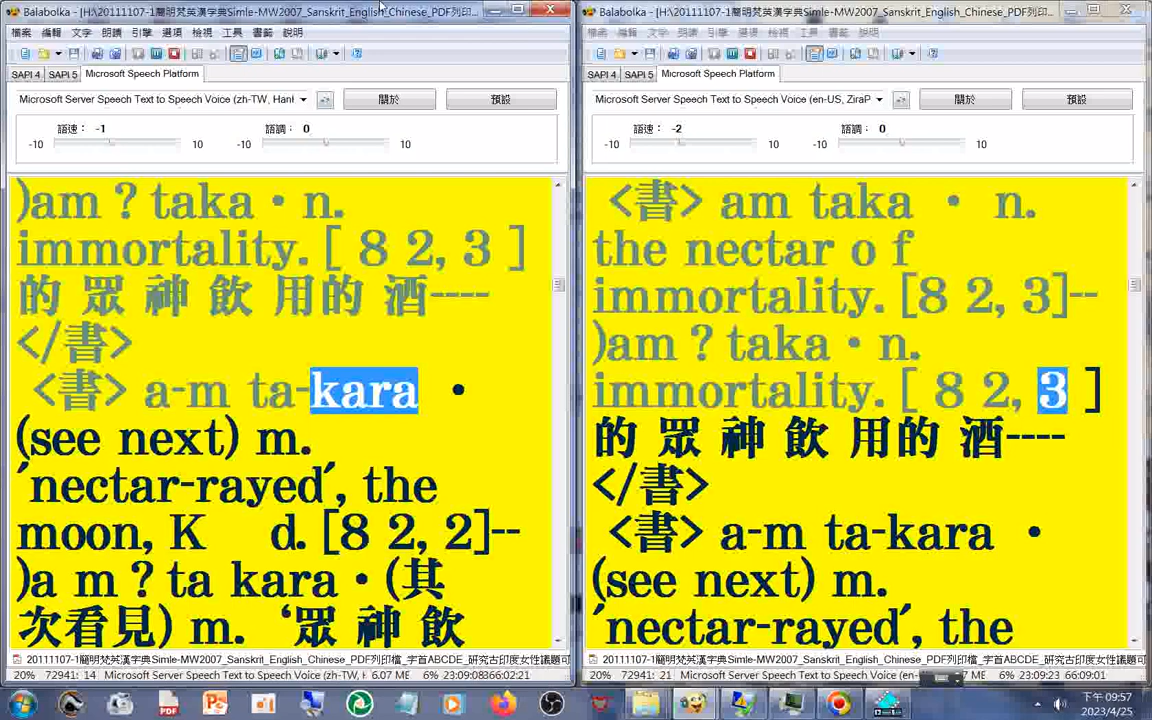 Balabolka - [H:\20111107-1簡明梵英漢字典Simle-MW2007_Sanskrit_English_Chinese_PDF列印...
檔案 編輯 文字 朗讀 引擎 選項 檢視 工具 書籤 說明
SAPI 4 SAPI 5 Microsoft Speech Platform
Microsoft Server Speech Text to Speech Voice (zh-TW, Hanl 關於 預設
語速： -1 語調： 0
-10 10 -10 10
)am ? taka • n.
immortality. [ 8 2, 3 ]
的 眾 神 飲 用的 酒----
</書>
<書> a-m ta-kara •
(see next) m.
'nectar-rayed', the
moon, K d. [8 2, 2]--
)a m ? ta kara • (其
次看見) m. ‘眾 神 飲
20111107-1簡明梵英漢字典Simle-MW2007_Sanskrit_English_Chinese_PDF列印檔_字首ABCDE_研究古印度女性議題可
20% 72941: 14 Microsoft Server Speech Text to Speech Voice (zh-TW, 6.07 ME 6% 23:09:08366:02:21
Balabolka - [H:\20111107-1簡明梵英漢字典Simle-MW2007_Sanskrit_English_Chinese_PDF列印...
檔案 編輯 文字 朗讀 引擎 選項 檢視 工具 書籤 說明
SAPI 4 SAPI 5 Microsoft Speech Platform
Microsoft Server Speech Text to Speech Voice (en-US, ZiraP 關於 預設
語速： -2 語調： 0
-10 10 -10 10
<書> am taka • n.
the nectar o f
immortality. [8 2, 3]--
)am ? taka • n.
immortality. [ 8 2, 3 ]
的 眾 神 飲 用的 酒----
</書>
<書> a-m ta-kara •
(see next) m.
'nectar-rayed', the
20111107-1簡明梵英漢字典Simle-MW2007_Sanskrit_English_Chinese_PDF列印檔_字首ABCDE_研究古印度女性議題可
20% 72941: 21 Microsoft Server Speech Text to Speech Voice (en-US, 6% 23:09:23 66:09:01
下午 09:57
2023/4/25